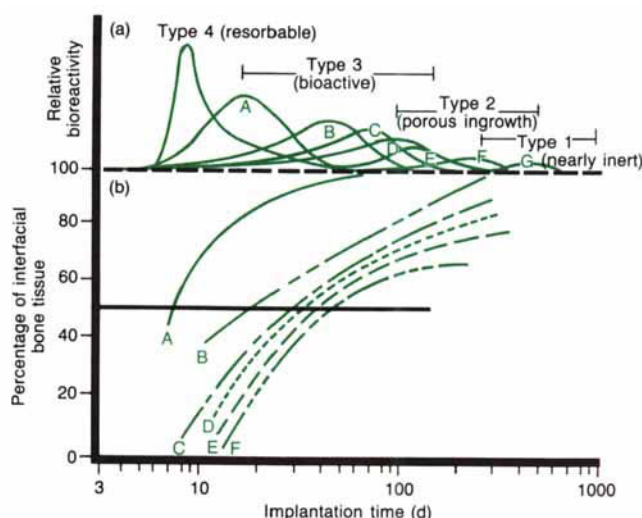 (a)
Type 4 (resorbable)
Type 3
(bioactive)
Type 2
(porous ingrowth)
Type 1
(nearly inert)
Relative
bioreactivity
A
B
C
D
E
F
G
(b)
Percentage of interfacial
bone tissue
100
80
60
40
20
0
A
B
C
D
E
F
3
10
100
1000
Implantation time (d)